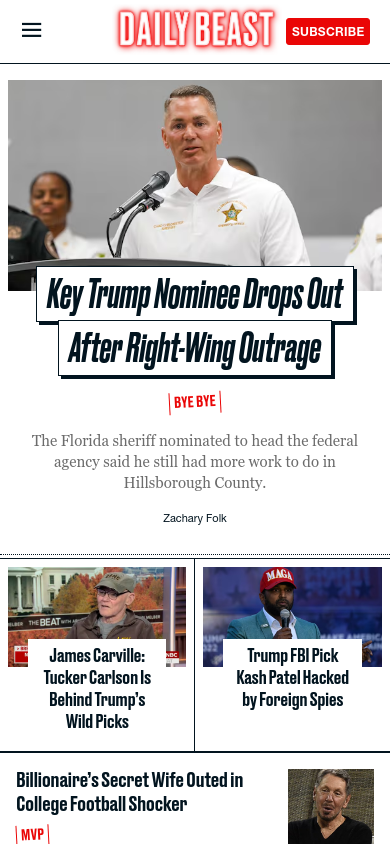 DAILY BEAST
SUBSCRIBE
Key Trump Nominee Drops Out
After Right-Wing Outrage
BYE BYE
The Florida sheriff nominated to head the federal
agency said he still had more work to do in
Hillsborough County.
Zachary Folk
THE BEAT
MAGA
James Carville:
Tucker Carlson Is
Behind Trump's
Wild Picks
Trump FBI Pick
Kash Patel Hacked
by Foreign Spies
Billionaire's Secret Wife Outed in
College Football Shocker
MVP